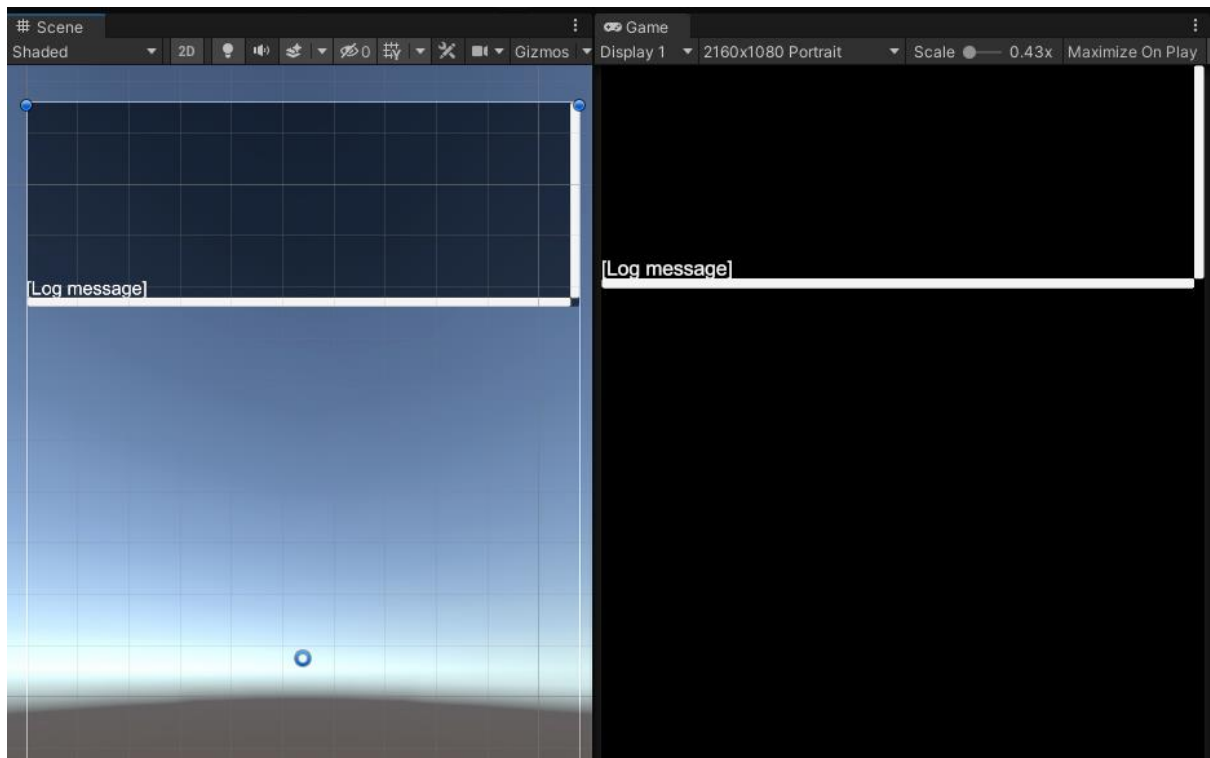 # Scene
Shaded 2D 0 Gizmos
[Log message]
Game
Display 1 2160x1080 Portrait Scale 0.43x Maximize On Play
[Log message]